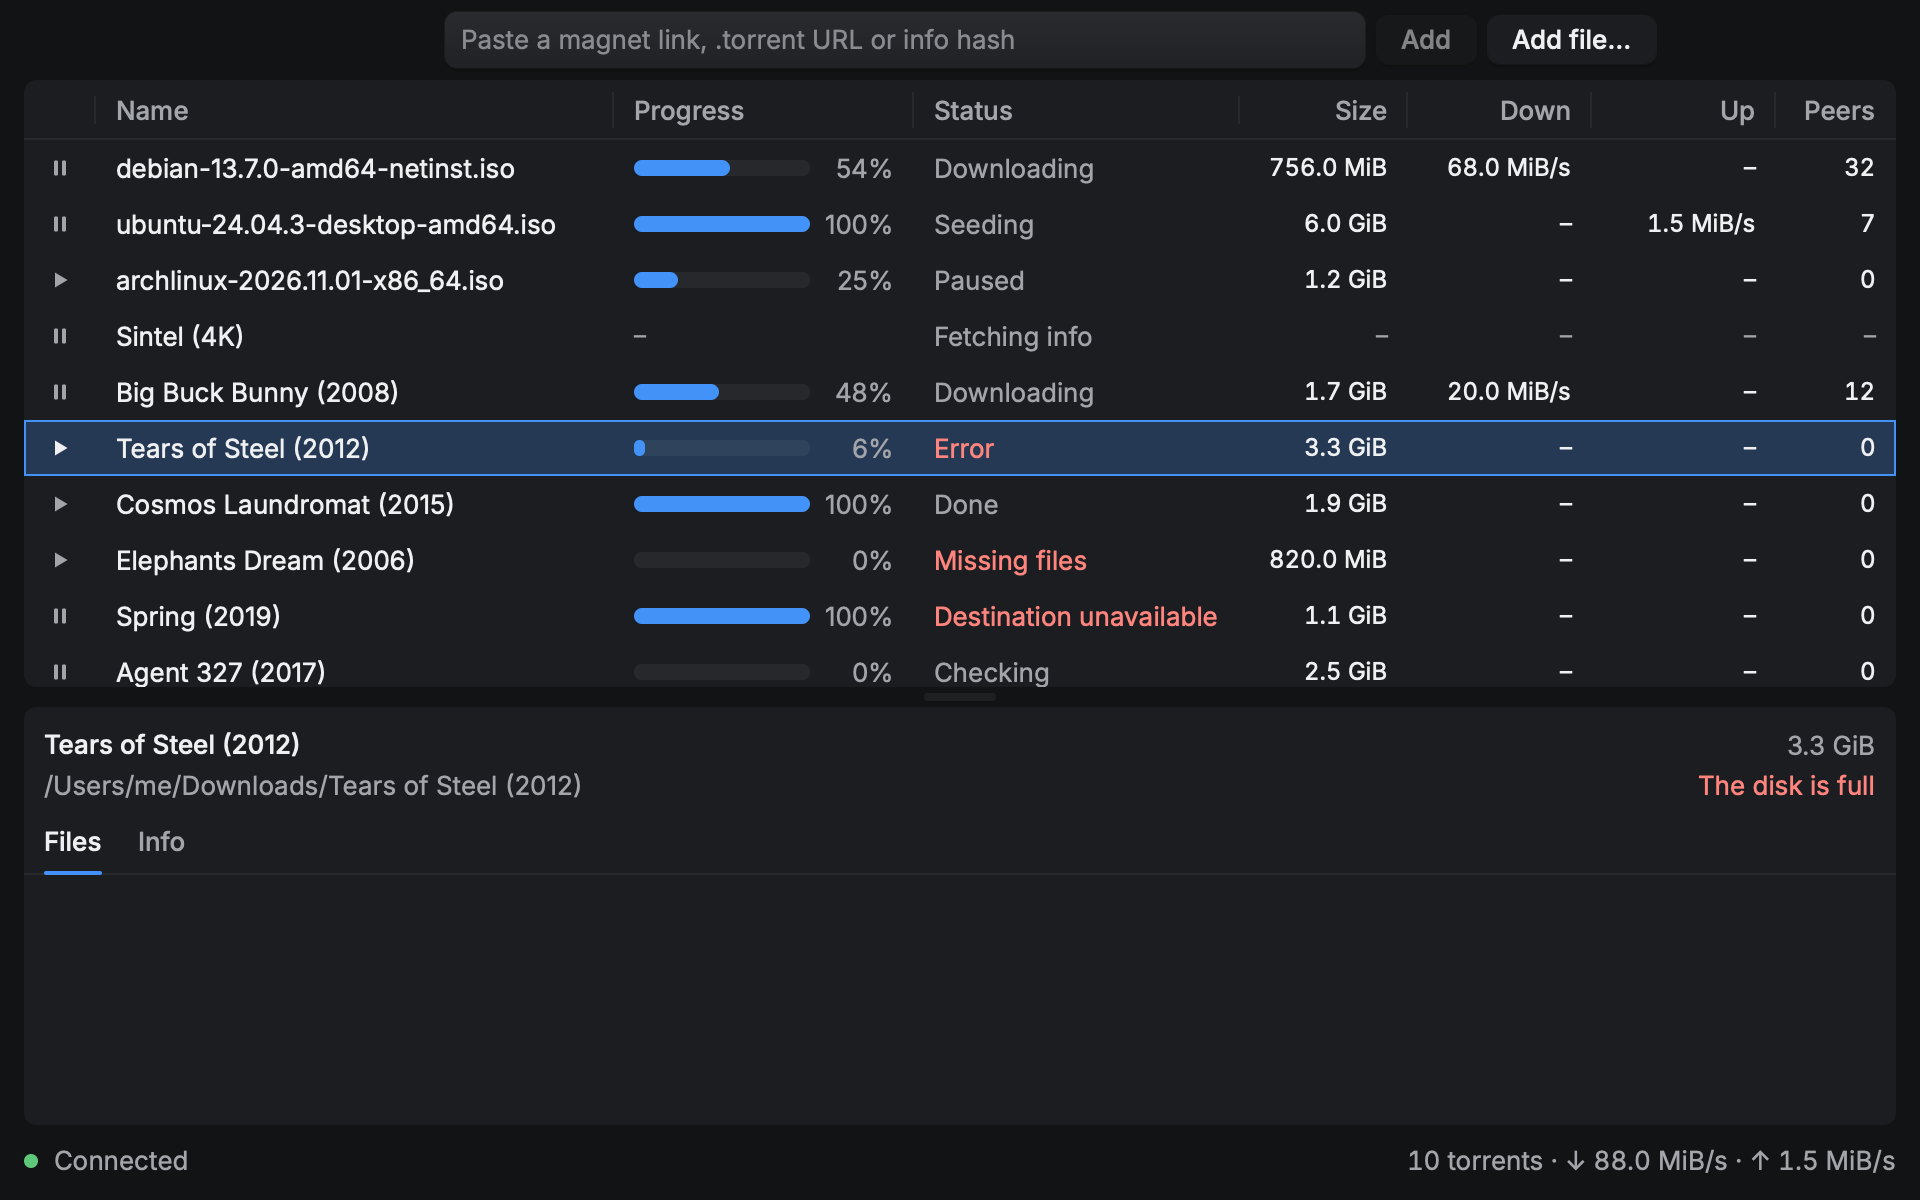 Paste a magnet link, .torrent URL or info hash Add Add file...
Name Progress Status Size Down Up Peers
debian-13.7.0-amd64-netinst.iso 54% Downloading 756.0 MiB 68.0 MiB/s – 32
ubuntu-24.04.3-desktop-amd64.iso 100% Seeding 6.0 GiB – 1.5 MiB/s 7
archlinux-2026.11.01-x86_64.iso 25% Paused 1.2 GiB – – 0
Sintel (4K) – Fetching info – – – –
Big Buck Bunny (2008) 48% Downloading 1.7 GiB 20.0 MiB/s – 12
Tears of Steel (2012) 6% Error 3.3 GiB – – 0
Cosmos Laundromat (2015) 100% Done 1.9 GiB – – 0
Elephants Dream (2006) 0% Missing files 820.0 MiB – – 0
Spring (2019) 100% Destination unavailable 1.1 GiB – – 0
Agent 327 (2017) 0% Checking 2.5 GiB – – 0
Tears of Steel (2012) 3.3 GiB
/Users/me/Downloads/Tears of Steel (2012) The disk is full
Files Info
Connected 10 torrents · ↓ 88.0 MiB/s · ↑ 1.5 MiB/s